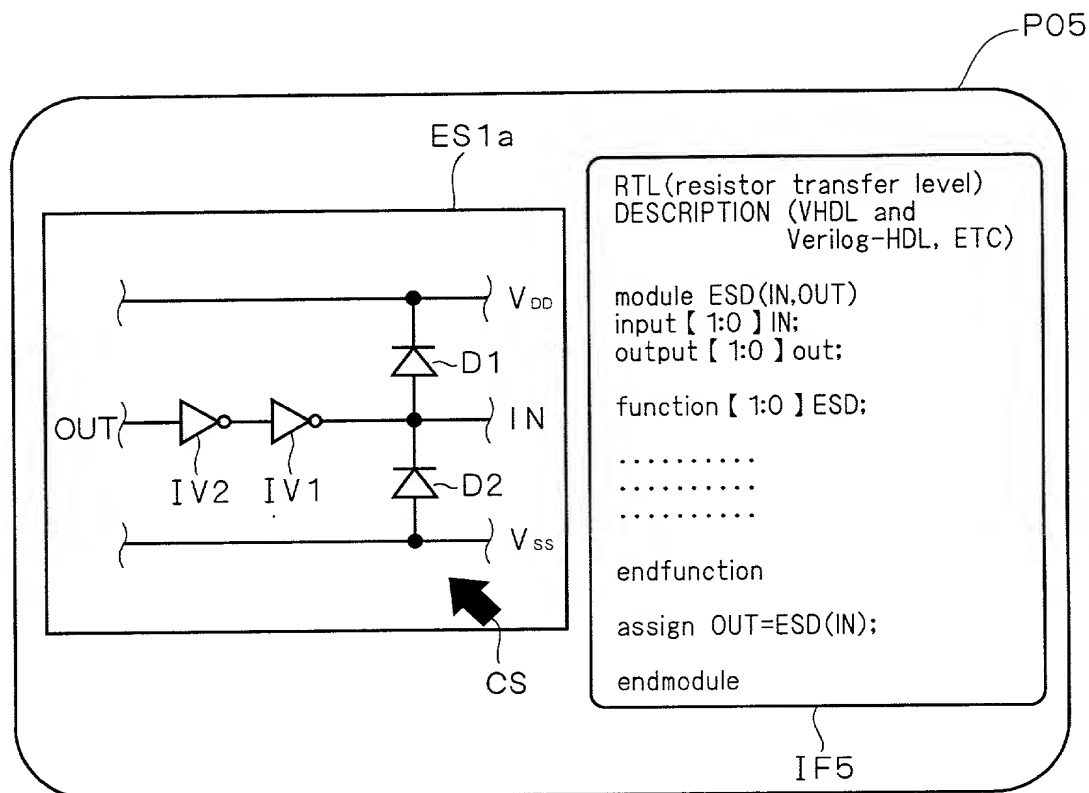 P05
ES1a
VDD
D1
OUT
IN
IV2
IV1
D2
VSS
CS
RTL(resistor transfer level)
DESCRIPTION (VHDL and
Verilog-HDL, ETC)
module ESD(IN,OUT)
input【1:0】IN;
output【1:0】out;
function【1:0】ESD;
..........
..........
..........
endfunction
assign OUT=ESD(IN);
endmodule
IF5